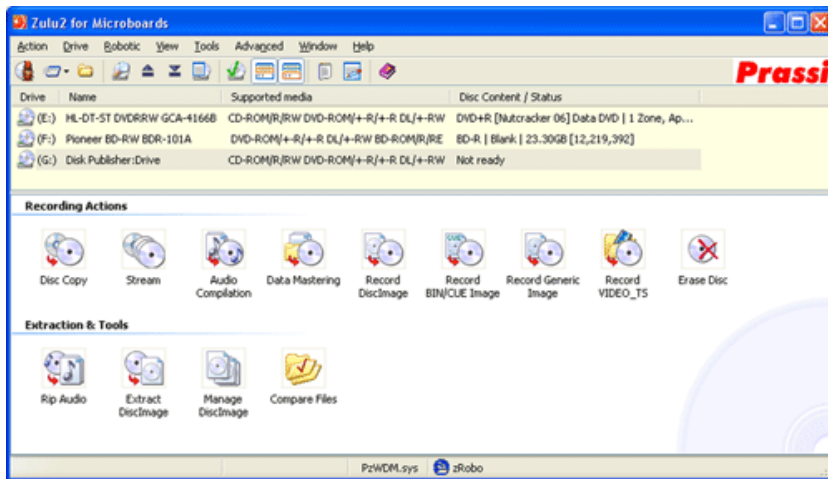 Zulu2 for Microboards
Action Drive Robotic View Tools Advanced Window Help
Prassi
Drive Name Supported media Disc Content / Status
(E:) HL-DT-ST DVDRRW GCA-4166B CD-ROM/R/RW DVD-ROM/+-R/+-R DL/+-RW DVD+R [Nutcracker 06] Data DVD | 1 Zone, Ap...
(F:) Pioneer BD-RW BDR-101A DVD-ROM/+-R/+-R DL/+-RW BD-ROM/R/RE BD-R | Blank | 23.30GB [12,219,392]
(G:) Disk Publisher:Drive CD-ROM/R/RW DVD-ROM/+-R/+-R DL/+-RW Not ready
Recording Actions
Disc Copy Stream Audio Compilation Data Mastering Record DiscImage Record BIN/CUE Image Record Generic Image Record VIDEO_TS Erase Disc
Extraction & Tools
Rip Audio Extract DiscImage Manage DiscImage Compare Files
PzWDM.sys zRobo